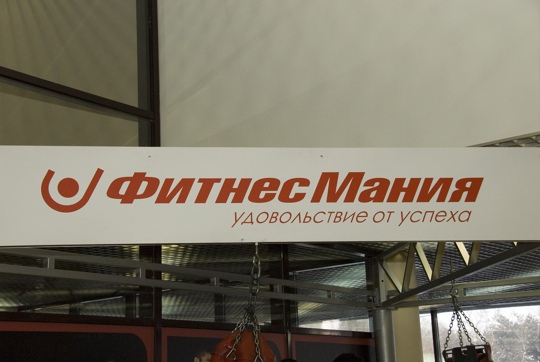 ФитнесМания
удовольствие от успеха